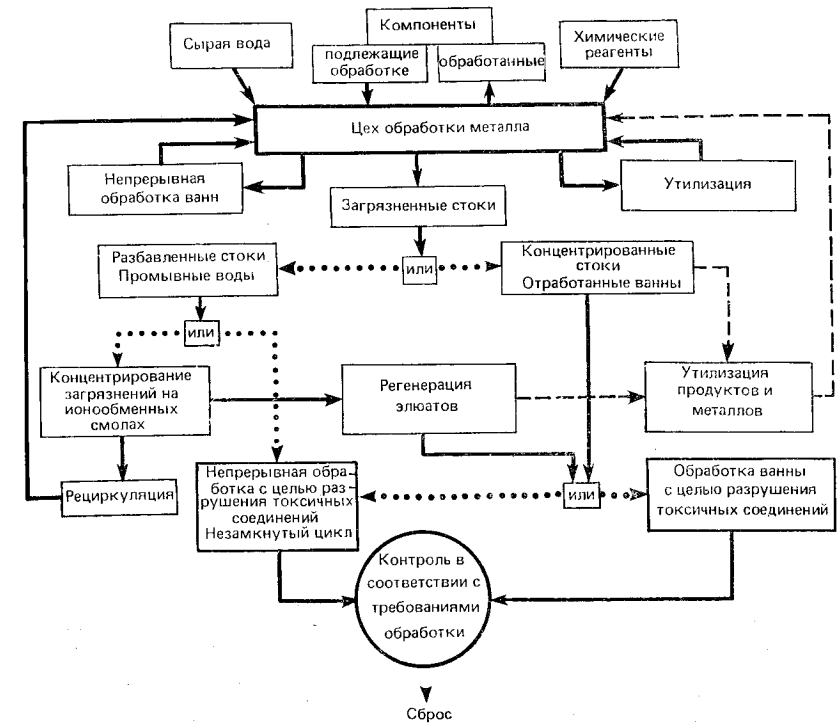 Сырая вода
Компоненты
подлежащие
обработке
обработанные
Химические
реагенты
Цех обработки металла
Непрерывная
обработка ванн
Загрязненные стоки
Утилизация
Разбавленные стоки
Промывные воды
или
Концентрированные
стоки
Отработанные ванны
или
Концентрирование
загрязнений на
ионообменных
смолах
Регенерация
элюатов
Утилизация
продуктов и
металлов
Рециркуляция
Непрерывная обра-
ботка с целью раз-
рушения токсичных
соединений
Незамкнутый цикл
или
Обработка ванны
с целью разрушения
токсичных соединений
Контроль в
соответствии с
требованиями
обработки
Сброс